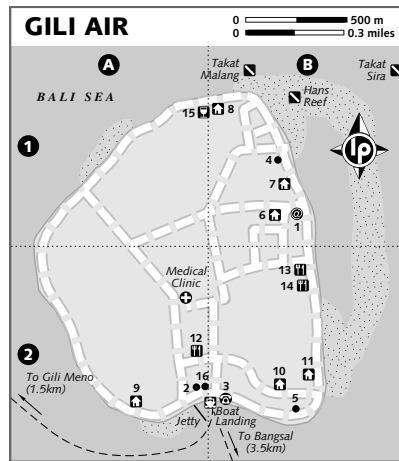 GILI AIR
0 500 m
0 0.3 miles
A
B
Takat
Malang
Takat
Sira
Hans
Reef
BALI SEA
15
8
1
4
lp
7
6
@
1
13
14
Medical
Clinic
12
2
11
To Gili Meno
(1.5km)
10
9
16
2
3
5
Jetty
Boat
Landing
To Bangsal
(3.5km)